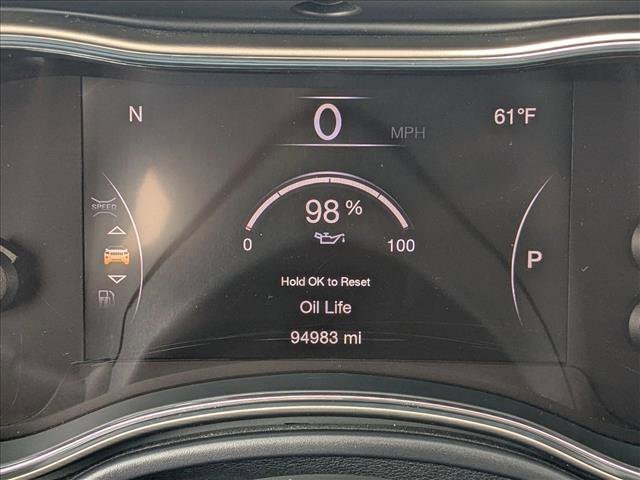 N
0 MPH
61°F
SPEED
98 %
0 100
P
Hold OK to Reset
Oil Life
94983 mi